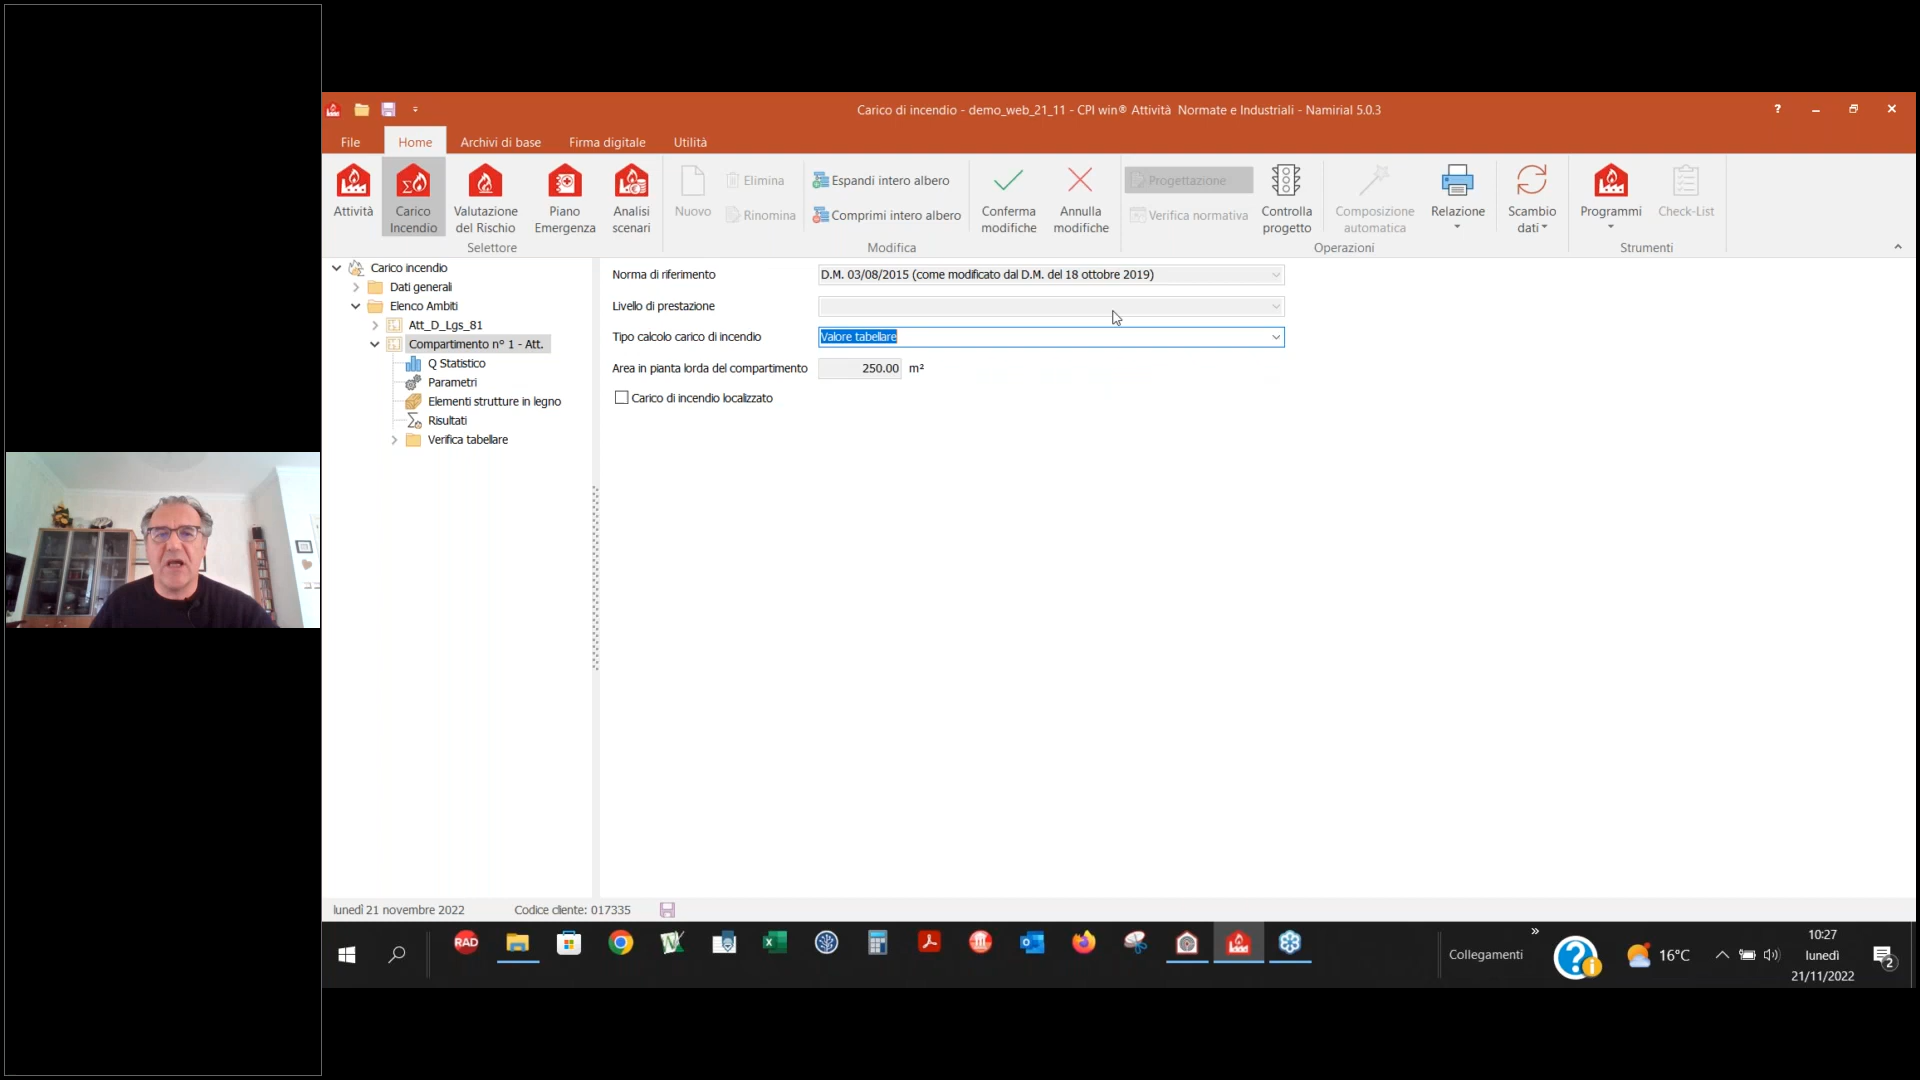 Carico di incendio - demo_web_21_11 - CPI win® Attività Normate e Industriali - Namirial 5.0.3
?
File
Home
Archivi di base
Firma digitale
Utilità
Attività
Carico Incendio
Valutazione del Rischio
Piano Emergenza
Analisi scenari
Selettore
Nuovo
Elimina
Rinomina
Espandi intero albero
Comprimi intero albero
Conferma modifiche
Annulla modifiche
Modifica
Progettazione
Verifica normativa
Controlla progetto
Composizione automatica
Relazione
Operazioni
Scambio dati
Programmi
Check-List
Strumenti
Carico incendio
Dati generali
Elenco Ambiti
Att_D_Lgs_81
Compartimento n° 1 - Att.
Q Statistico
Parametri
Elementi strutture in legno
Risultati
Verifica tabellare
Norma di riferimento
D.M. 03/08/2015 (come modificato dal D.M. del 18 ottobre 2019)
Livello di prestazione
Tipo calcolo carico di incendio
Valore tabellare
Area in pianta lorda del compartimento
250.00 m²
Carico di incendio localizzato
lunedì 21 novembre 2022
Codice cliente: 017335
RAD
Collegamenti
»
16°C
10:27
lunedì
21/11/2022
2